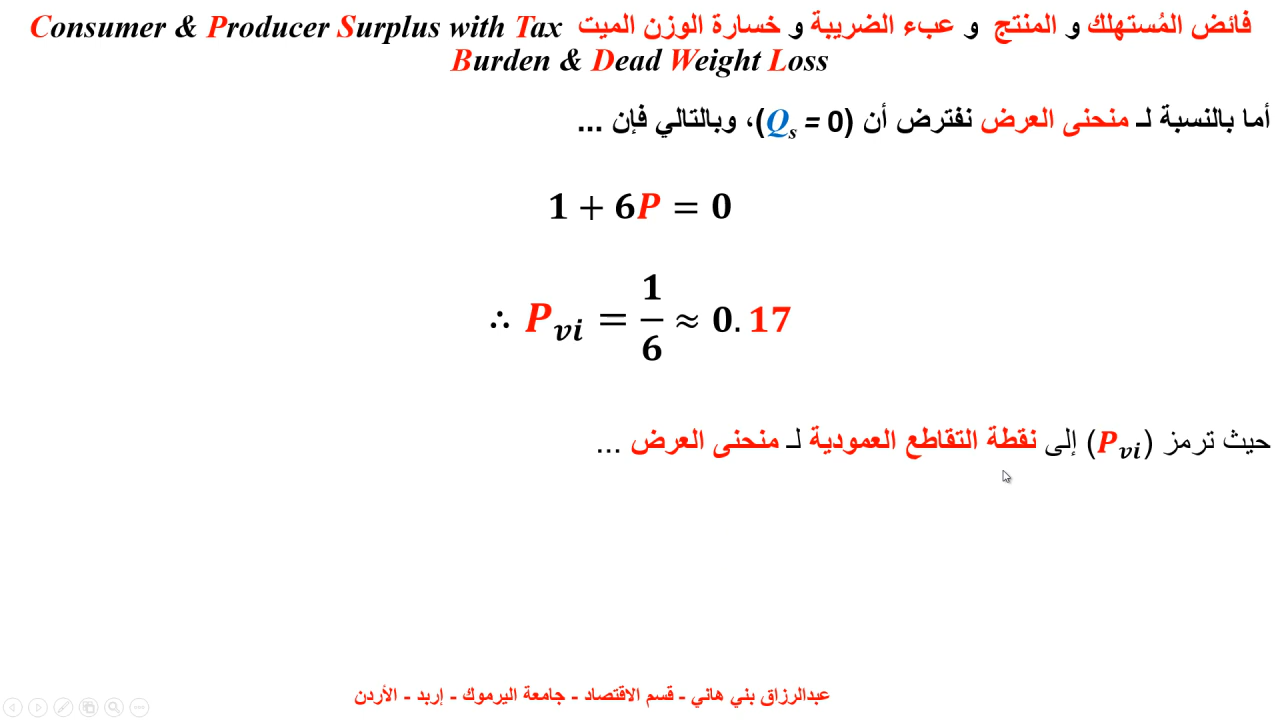 فائض المُستهلك و المنتج و عبء الضريبة و خسارة الوزن الميت Consumer & Producer Surplus with Tax
Burden & Dead Weight Loss
أما بالنسبة لـ منحنى العرض نفترض أن (Qs = 0)، وبالتالي فإن ...
1 + 6P = 0
∴ Pvi = 1/6 ≈ 0.17
حيث ترمز (Pvi) إلى نقطة التقاطع العمودية لـ منحنى العرض ...
عبدالرزاق بني هاني - قسم الاقتصاد - جامعة اليرموك - إربد - الأردن